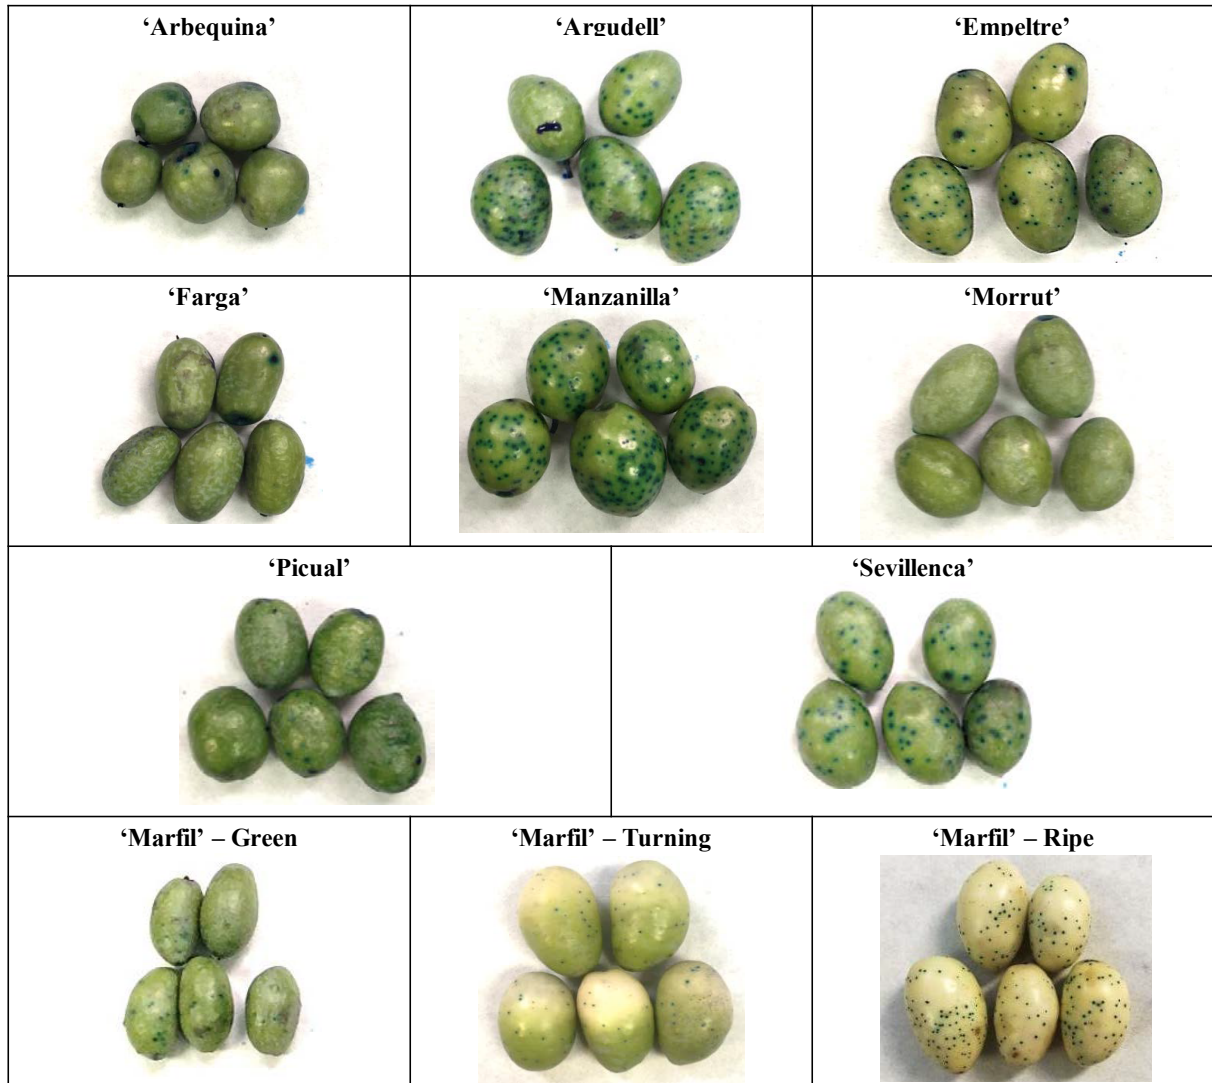 ‘Arbequina’
‘Argudell’
‘Empeltre’
‘Farga’
‘Manzanilla’
‘Morrut’
‘Picual’
‘Sevillenca’
‘Marfil’ – Green
‘Marfil’ – Turning
‘Marfil’ – Ripe